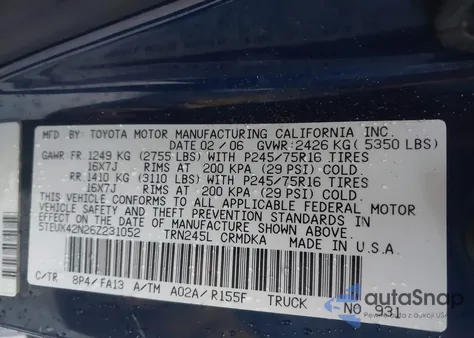 MFD. BY: TOYOTA MOTOR MANUFACTURING CALIFORNIA INC.
DATE 02/06 GVWR: 2426 KG (5350 LBS)
GAWR FR 1249 KG (2755 LBS) WITH P245/75R16 TIRES
16X7J RIMS AT 200 KPA (29 PSI) COLD.
RR 1410 KG (3110 LBS) WITH P245/75R16 TIRES
16X7J RIMS AT 200 KPA (29 PSI) COLD.
THIS VEHICLE CONFORMS TO ALL APPLICABLE FEDERAL MOTOR
VEHICLE SAFETY AND THEFT PREVENTION STANDARDS IN
EFFECT ON THE DATE OF MANUFACTURE SHOWN ABOVE.
5TEUX42N26Z231052 TRN245L CRMDKA MADE IN U.S.A.
C/TR 8P4/FA13 A/TM A02A/R155F TRUCK NO 931
autoSnap
Pewne auta z USA